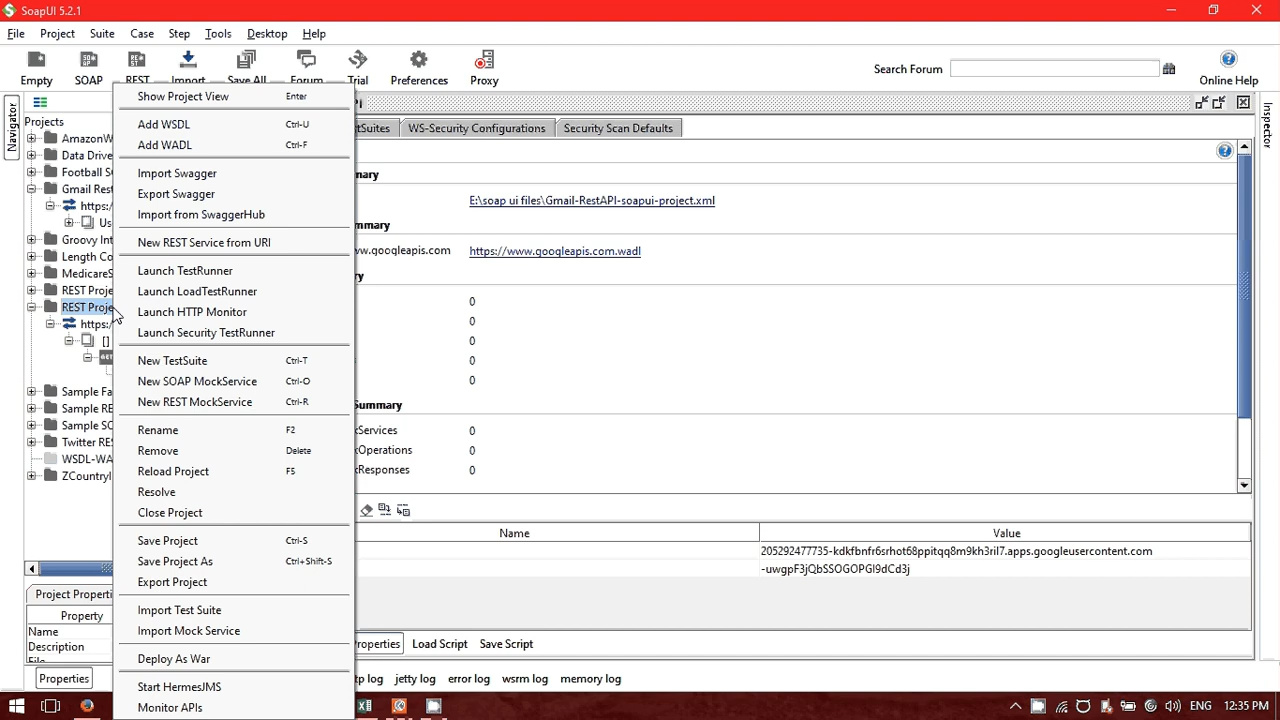 SoapUI 5.2.1
File Project Suite Case Step Tools Desktop Help
Empty SOAP REST Import Save All Forum Trial Preferences Proxy Search Forum Online Help
Navigator
Inspector
Projects
AmazonW
Data Drive
Football S
Gmail Rest
https:/
Us
Groovy Int
Length Co
MedicareS
REST Proje
REST Proje
https:/
[]
GET
Sample Fa
Sample RE
Sample SO
Twitter RES
WSDL-WA
ZCountryI
Project Properti
Property
Name
Description
File
Properties
Show Project View Enter
Add WSDL Ctrl-U
Add WADL Ctrl-F
Import Swagger
Export Swagger
Import from SwaggerHub
New REST Service from URI
Launch TestRunner
Launch LoadTestRunner
Launch HTTP Monitor
Launch Security TestRunner
New TestSuite Ctrl-T
New SOAP MockService Ctrl-O
New REST MockService Ctrl-R
Rename F2
Remove Delete
Reload Project F5
Resolve
Close Project
Save Project Ctrl-S
Save Project As Ctrl+Shift-S
Export Project
Import Test Suite
Import Mock Service
Deploy As War
Start HermesJMS
Monitor APIs
tSuites WS-Security Configurations Security Scan Defaults
mary
E:\soap ui files\Gmail-RestAPI-soapui-project.xml
mmary
ww.googleapis.com https://www.googleapis.com.wadl
ry
0
0
0
0
0
Summary
kServices 0
kOperations 0
kResponses 0
Name Value
205292477735-kdkfbnfr6srhot68ppitqq8m9kh3ril7.apps.googleusercontent.com
-uwgpF3jQbSSOGOPGI9dCd3j
Properties Load Script Save Script
tp log jetty log error log wsrm log memory log
ENG 12:35 PM